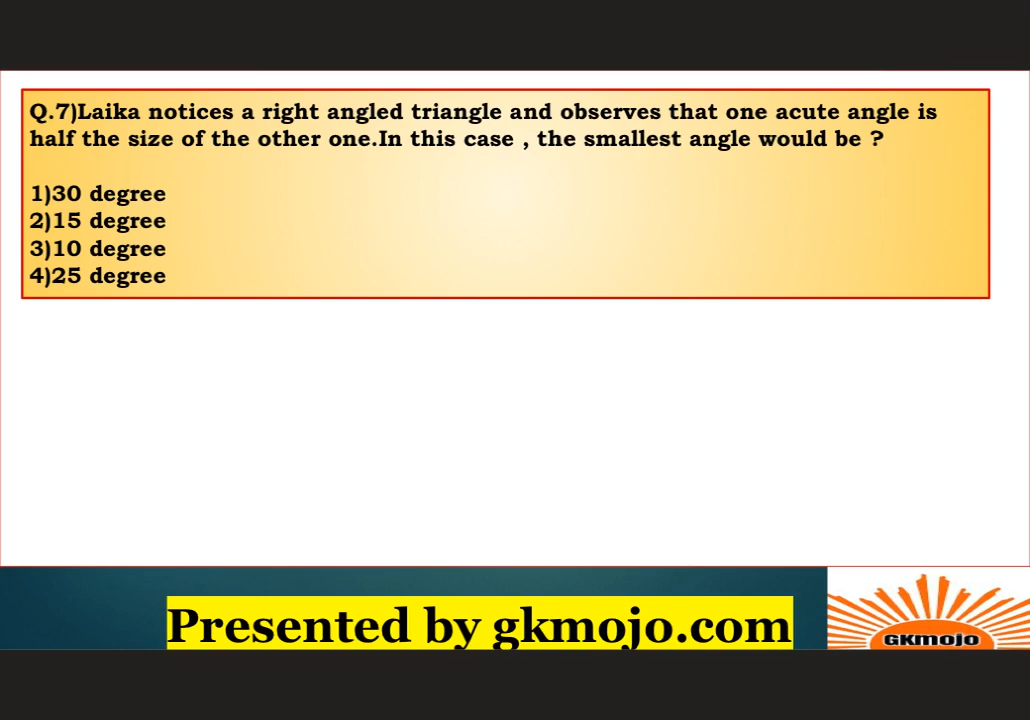 Q.7)Laika notices a right angled triangle and observes that one acute angle is
half the size of the other one.In this case , the smallest angle would be ?
1)30 degree
2)15 degree
3)10 degree
4)25 degree
Presented by gkmojo.com
GKmojo